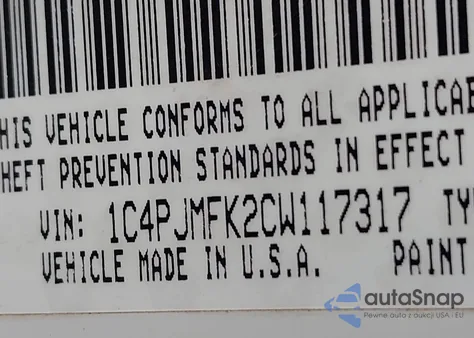 HIS VEHICLE CONFORMS TO ALL APPLICAB
HEFT PREVENTION STANDARDS IN EFFECT
VIN: 1C4PJMFK2CW117317 TY
VEHICLE MADE IN U.S.A. PAINT
autaSnap
Pewne auta z aukcji USA i EU